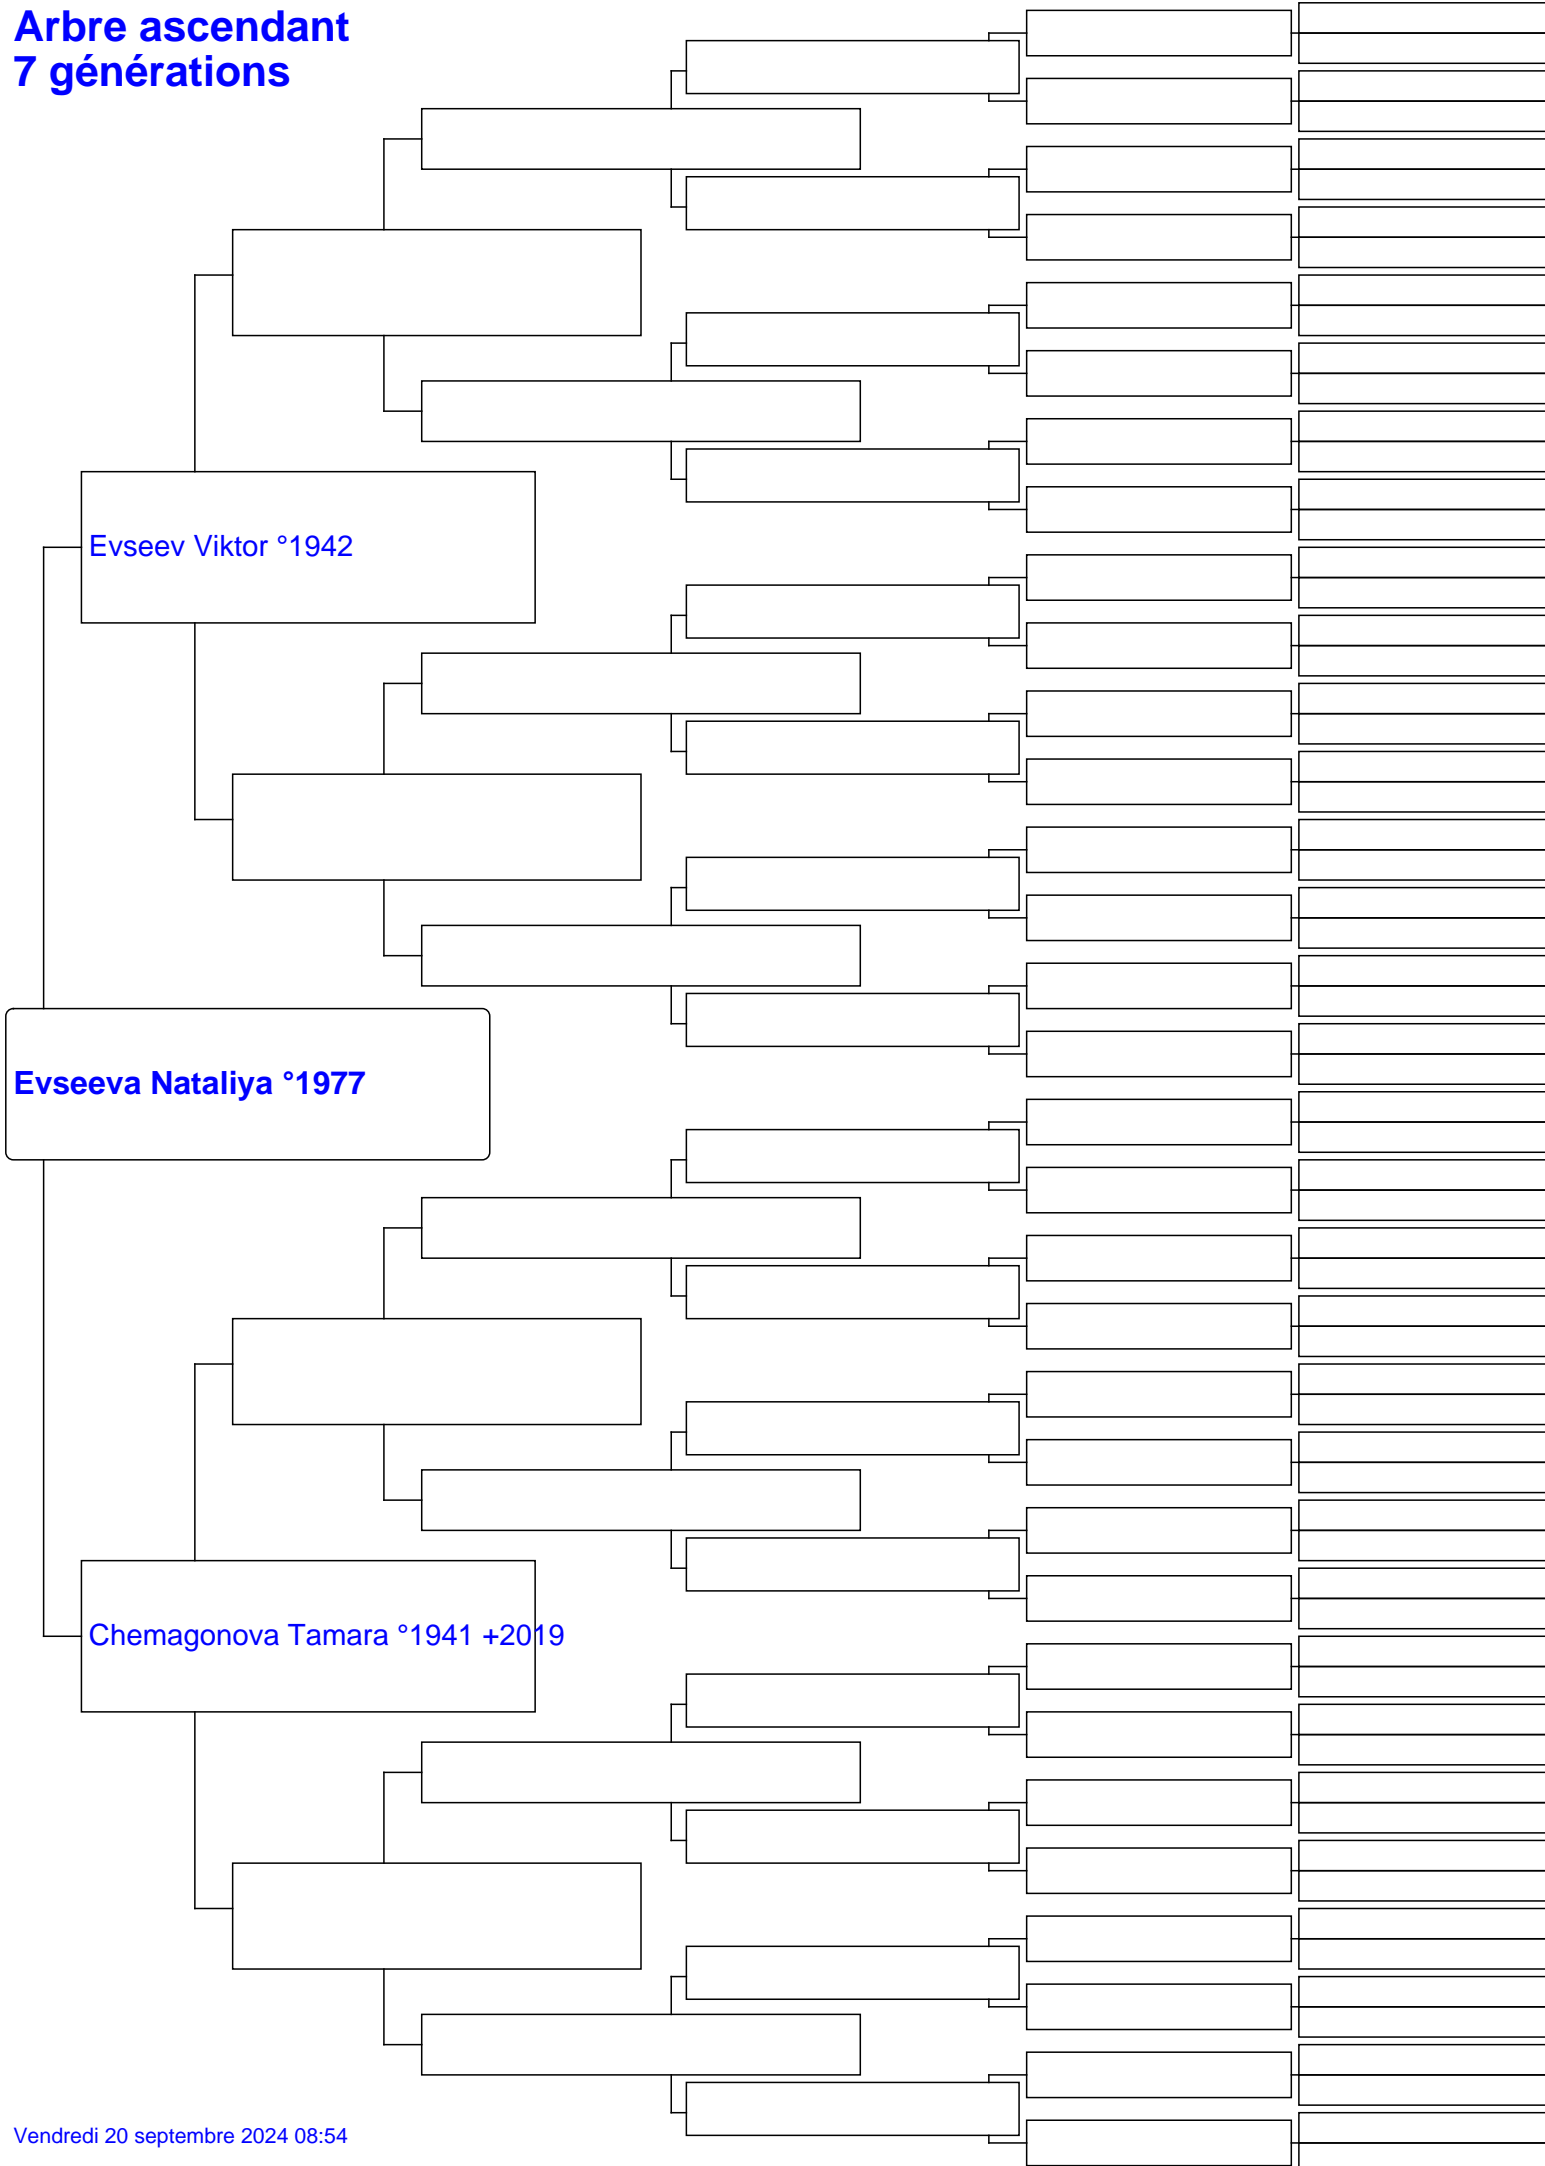 Arbre ascendant
7 générations
Evseev Viktor °1942
Evseeva Nataliya °1977
Chemagonova Tamara °1941 +2019
Vendredi 20 septembre 2024 08:54